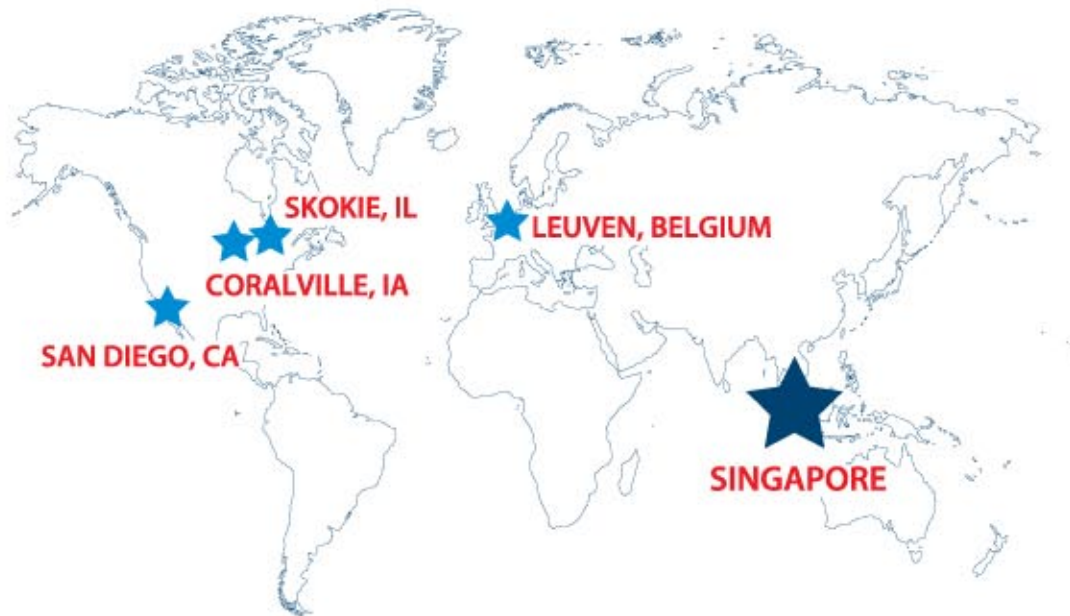 SKOKIE, IL
LEUVEN, BELGIUM
CORALVILLE, IA
SAN DIEGO, CA
SINGAPORE